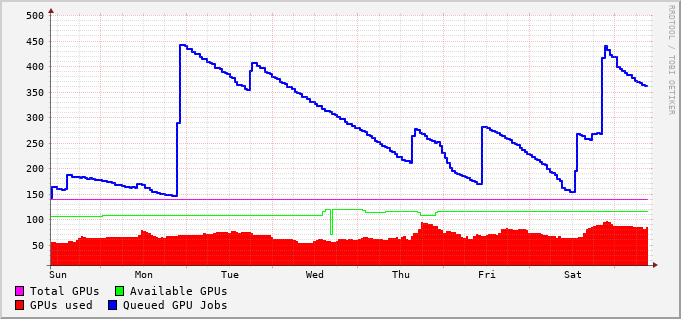 500
450
400
350
300
250
200
150
100
50
Sun Mon Tue Wed Thu Fri Sat
Total GPUs Available GPUs
GPUs used Queued GPU Jobs
RRDTOOL / TOBI OETIKER